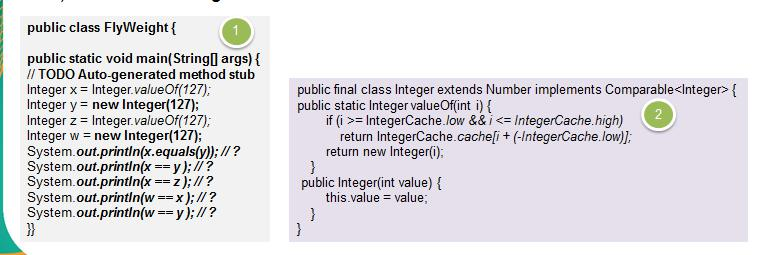 public class FlyWeight {
1
public static void main(String[] args) {
// TODO Auto-generated method stub
Integer x = Integer.valueOf(127);
Integer y = new Integer(127);
Integer z = Integer.valueOf(127);
Integer w = new Integer(127);
System.out.println(x.equals(y)); // ?
System.out.println(x == y ); // ?
System.out.println(x == z ); // ?
System.out.println(w == x ); // ?
System.out.println(w == y ); // ?
}}
public final class Integer extends Number implements Comparable<Integer> {
public static Integer valueOf(int i) {
2
if (i >= IntegerCache.low && i <= IntegerCache.high)
return IntegerCache.cache[i + (-IntegerCache.low)];
return new Integer(i);
}
public Integer(int value) {
this.value = value;
}
}